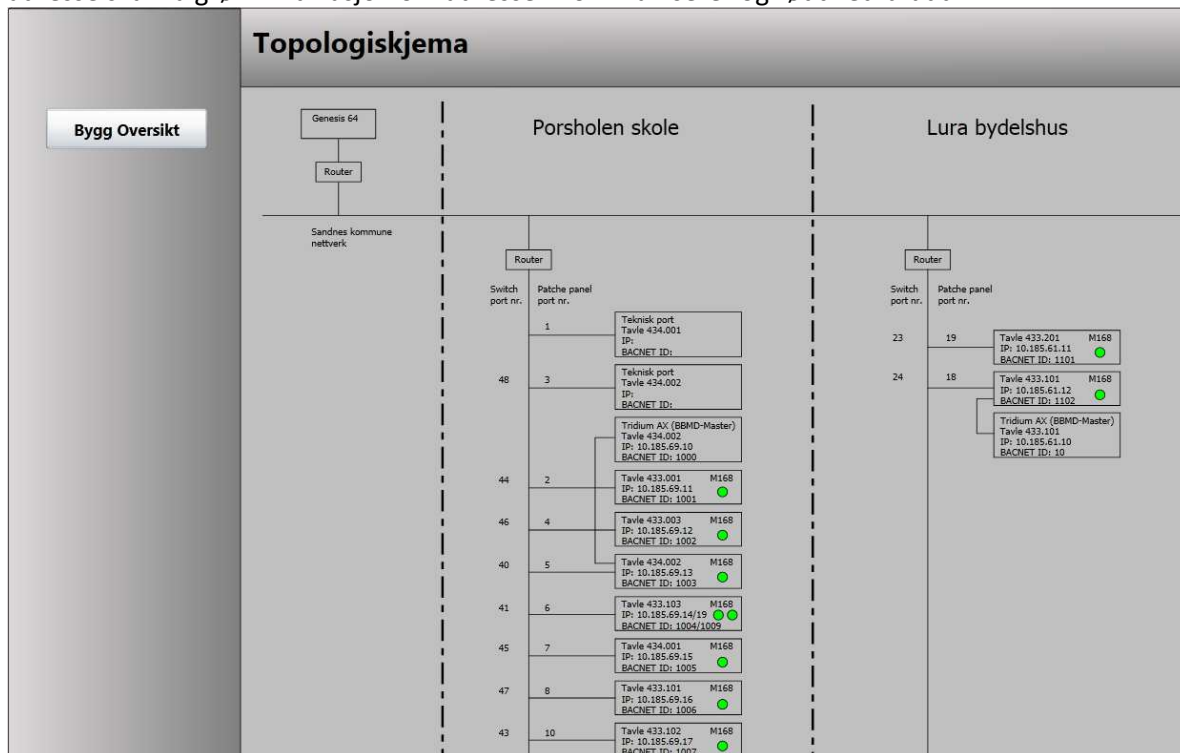 Topologiskjema
Bygg Oversikt
Genesis 64
Router
Sandnes kommune
nettverk
Porsholen skole
Router
Switch
port nr.
Patche panel
port nr.
1
Teknisk port
Tavle 434.001
IP:
BACNET ID:
48
3
Teknisk port
Tavle 434.002
IP:
BACNET ID:
Tridium AX (BBMD-Master)
Tavle 434.002
IP: 10.185.69.10
BACNET ID: 1000
44
2
Tavle 433.001 M168
IP: 10.185.69.11
BACNET ID: 1001
46
4
Tavle 433.003 M168
IP: 10.185.69.12
BACNET ID: 1002
40
5
Tavle 434.002 M168
IP: 10.185.69.13
BACNET ID: 1003
41
6
Tavle 433.103 M168
IP: 10.185.69.14/19
BACNET ID: 1004/1009
45
7
Tavle 434.001 M168
IP: 10.185.69.15
BACNET ID: 1005
47
8
Tavle 433.101 M168
IP: 10.185.69.16
BACNET ID: 1006
43
10
Tavle 433.102 M168
IP: 10.185.69.17
BACNET ID: 1007
Lura bydelshus
Router
Switch
port nr.
Patche panel
port nr.
23
19
Tavle 433.201 M168
IP: 10.185.61.11
BACNET ID: 1101
24
18
Tavle 433.101 M168
IP: 10.185.61.12
BACNET ID: 1102
Tridium AX (BBMD-Master)
Tavle 433.101
IP: 10.185.61.10
BACNET ID: 10